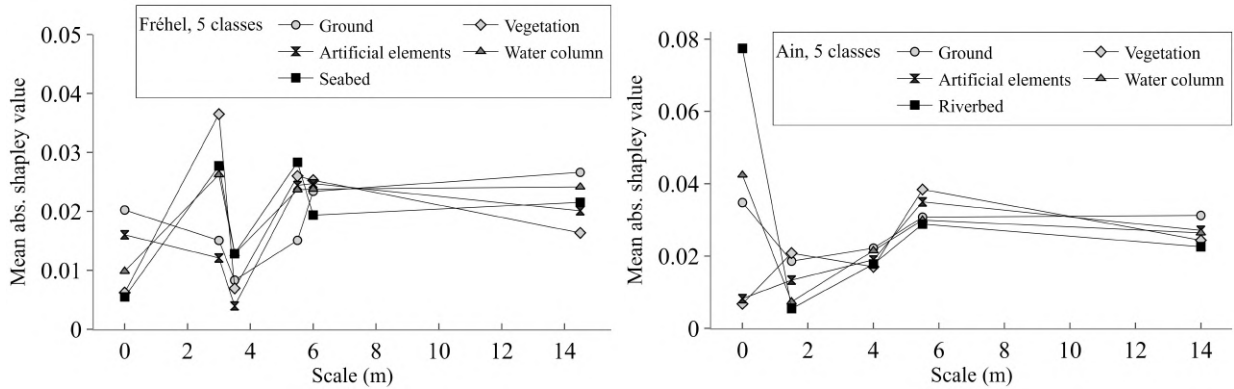 Fréhel, 5 classes
Ground
Vegetation
Artificial elements
Water column
Seabed
Mean abs. shapley value
0.05
0.04
0.03
0.02
0.01
0
0 2 4 6 8 10 12 14
Scale (m)
Ain, 5 classes
Ground
Vegetation
Artificial elements
Water column
Riverbed
Mean abs. shapley value
0.08
0.06
0.04
0.02
0
0 2 4 6 8 10 12 14
Scale (m)